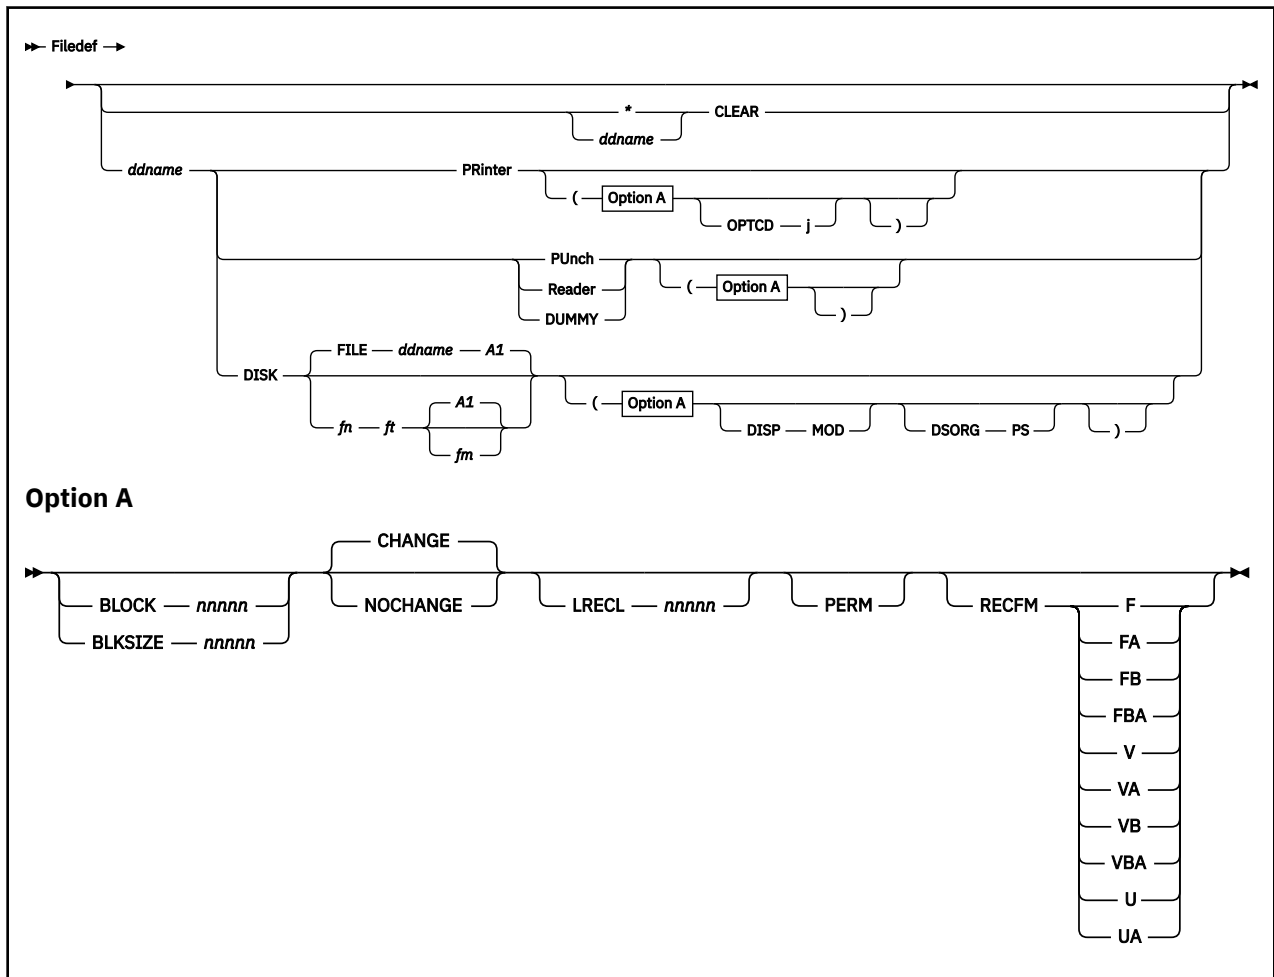 Filedef
*
CLEAR
ddname
ddname
PRinter
( Option A
OPTCD j
)
PUnch
Reader
DUMMY
( Option A
)
DISK
FILE ddname A1
fn ft
A1
fm
( Option A
DISP MOD
DSORG PS
)
Option A
BLOCK nnnnn
BLKSIZE nnnnn
CHANGE
NOCHANGE
LRECL nnnnn
PERM
RECFM
F
FA
FB
FBA
V
VA
VB
VBA
U
UA